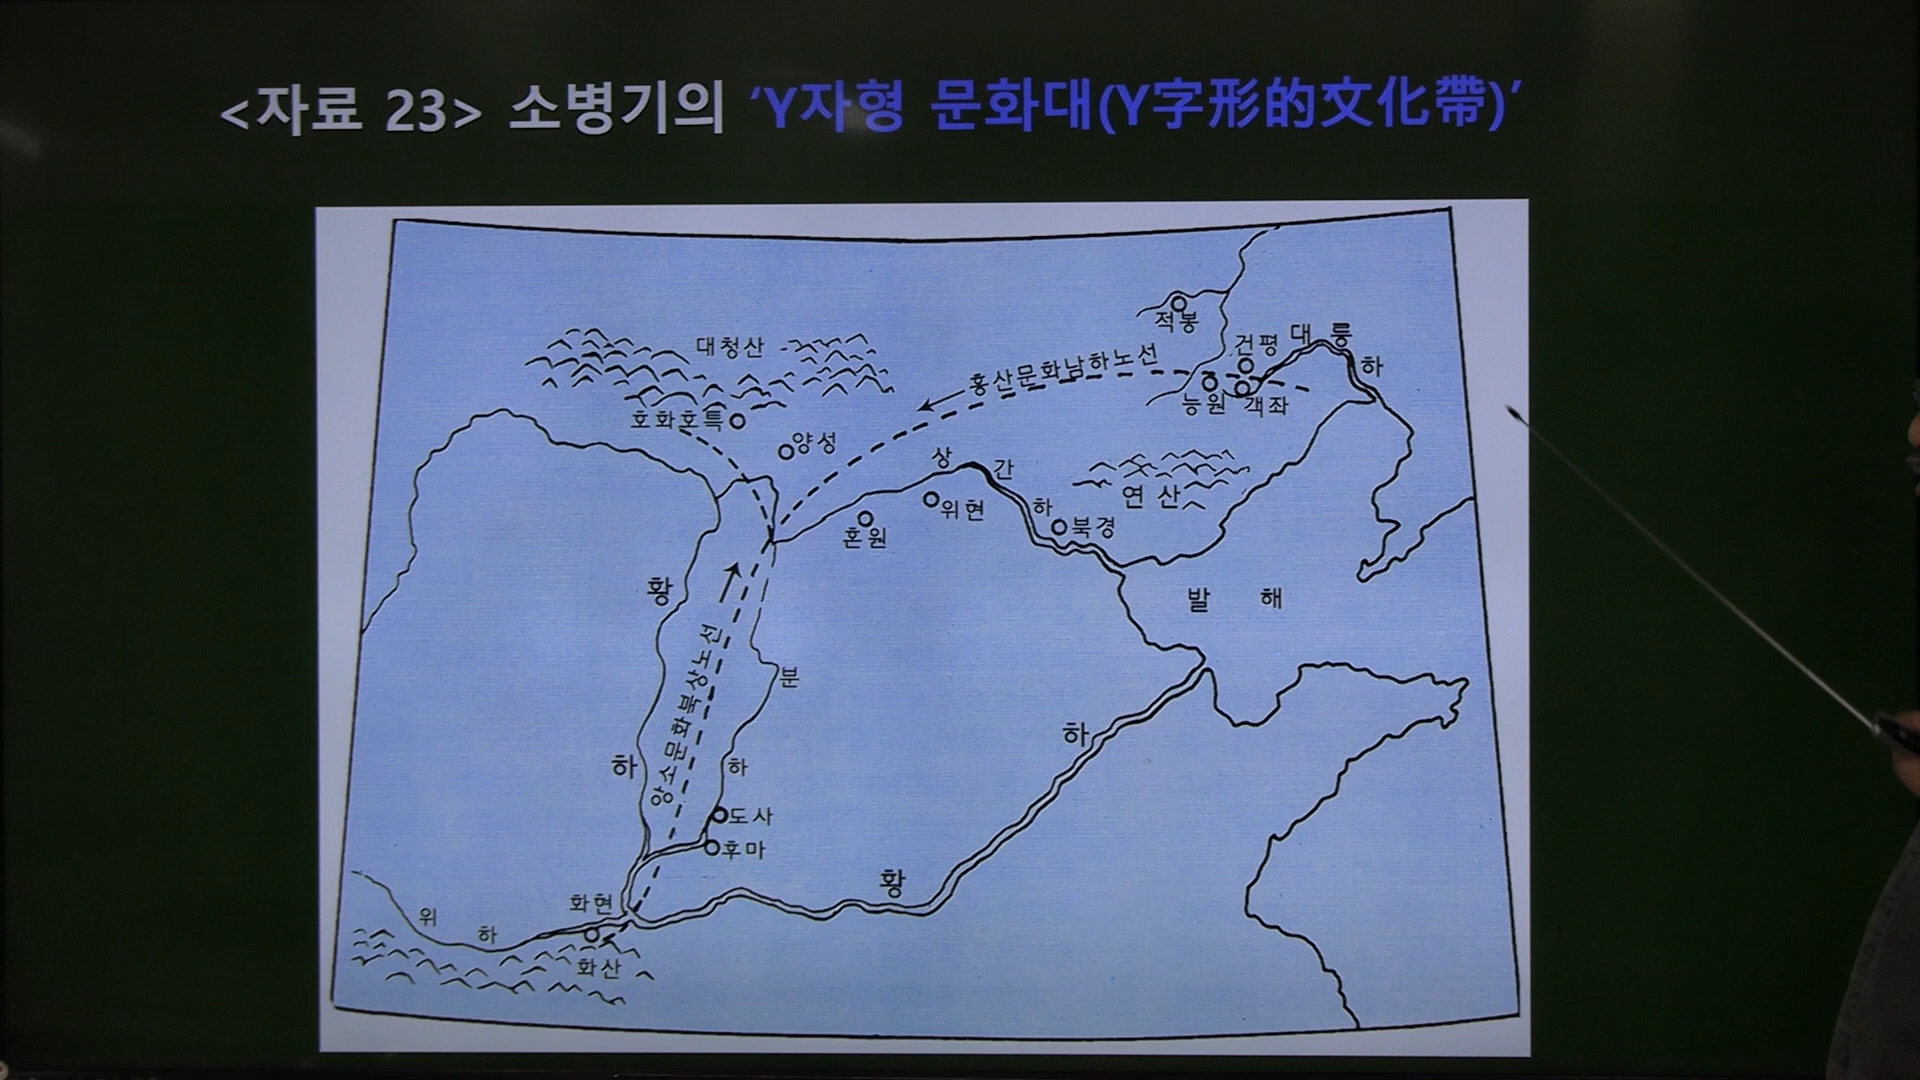 <자료 23> 소병기의 ‘Y자형 문화대(Y字形的文化帶)’
적봉
대청산
건평
대릉하
홍산문화남하노선
능원
객좌
호화호특
양성
상간하
위현
연산
혼원
북경
황하
발해
앙소문화북상노선
분하
도사
후마
황하
화현
위하
화산